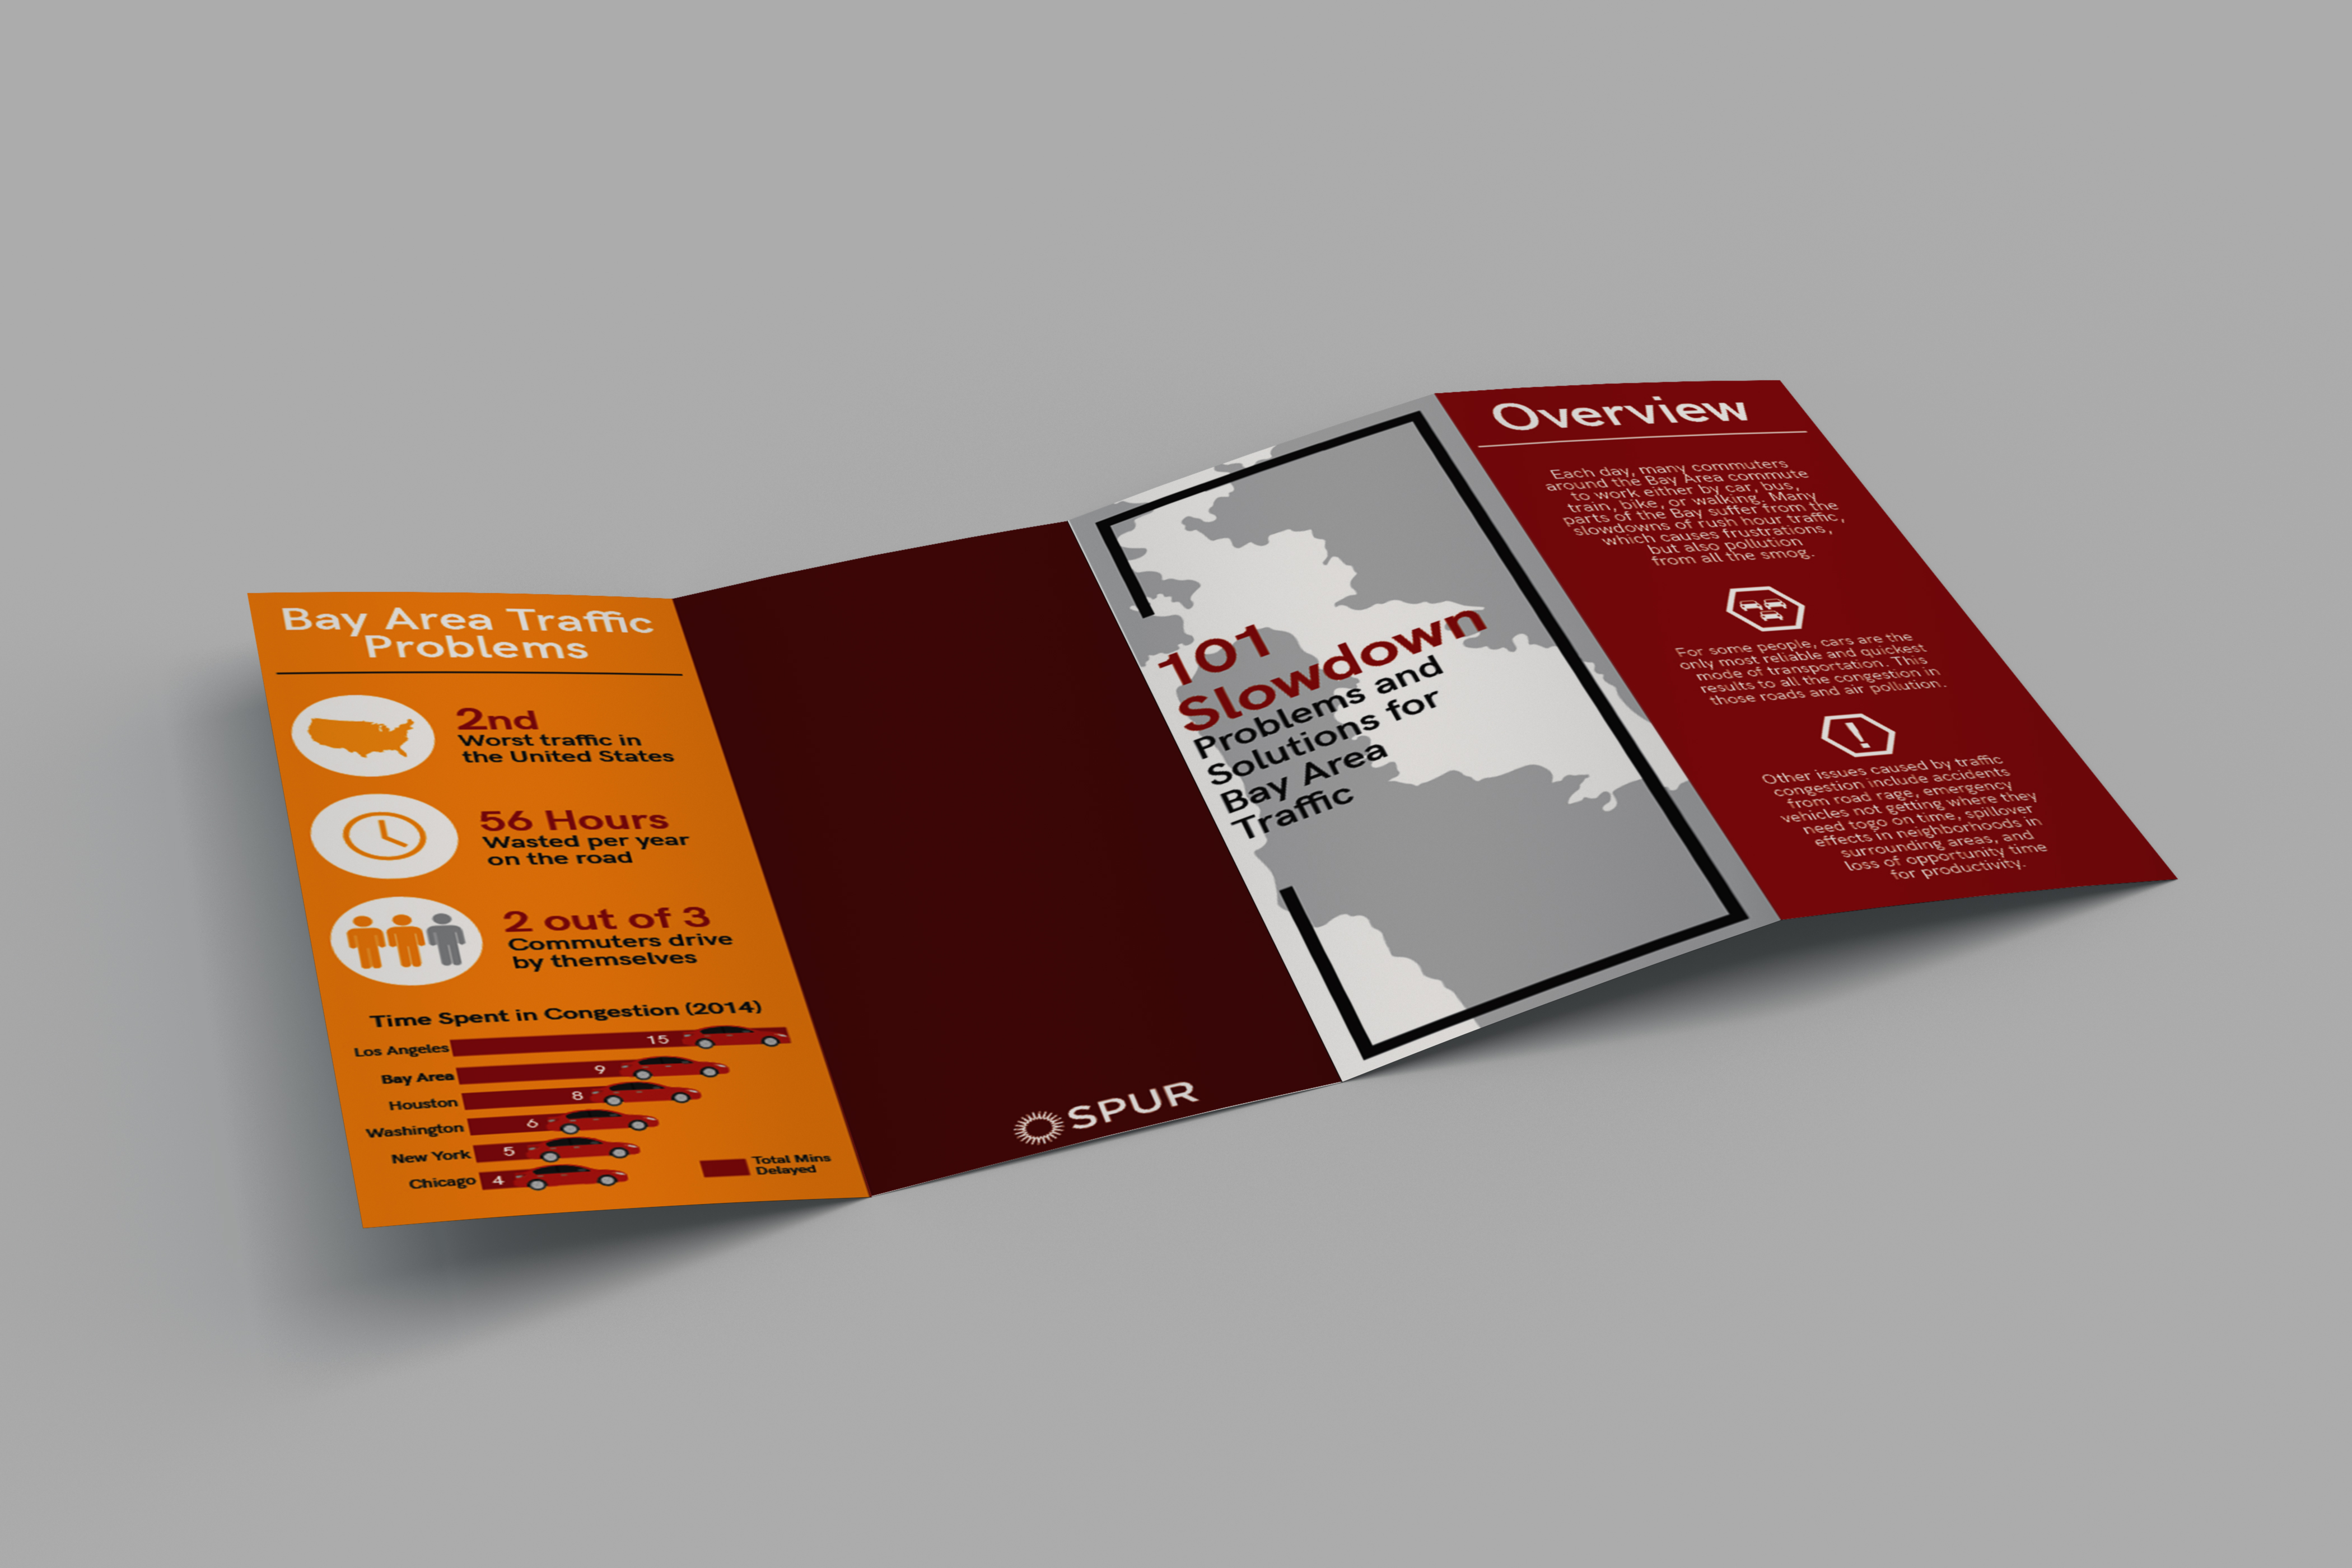 Bay Area Traffic
Problems
2nd
Worst traffic in
the United States
56 Hours
Wasted per year
on the road
2 out of 3
Commuters drive
by themselves
Time Spent in Congestion (2014)
Los Angeles 15
Bay Area 9
Houston 8
Washington 6
New York 5
Chicago 4
Total Mins
Delayed
SPUR
101
Slowdown
Problems and
Solutions for
Bay Area
Traffic
Overview
Each day, many commuters
around the Bay Area commute
to work either by car, bus,
train, bike, or walking. Many
parts of the Bay suffer from the
slowdowns of rush hour traffic,
which causes frustrations,
but also pollution
from all the smog.
For some people, cars are the
only most reliable and quickest
mode of transportation. This
results to all the congestion in
those roads and air pollution.
!
Other issues caused by traffic
congestion include accidents
from road rage, emergency
vehicles not getting where they
need togo on time, spillover
effects in neighborhoods in
surrounding areas, and
loss of opportunity time
for productivity.